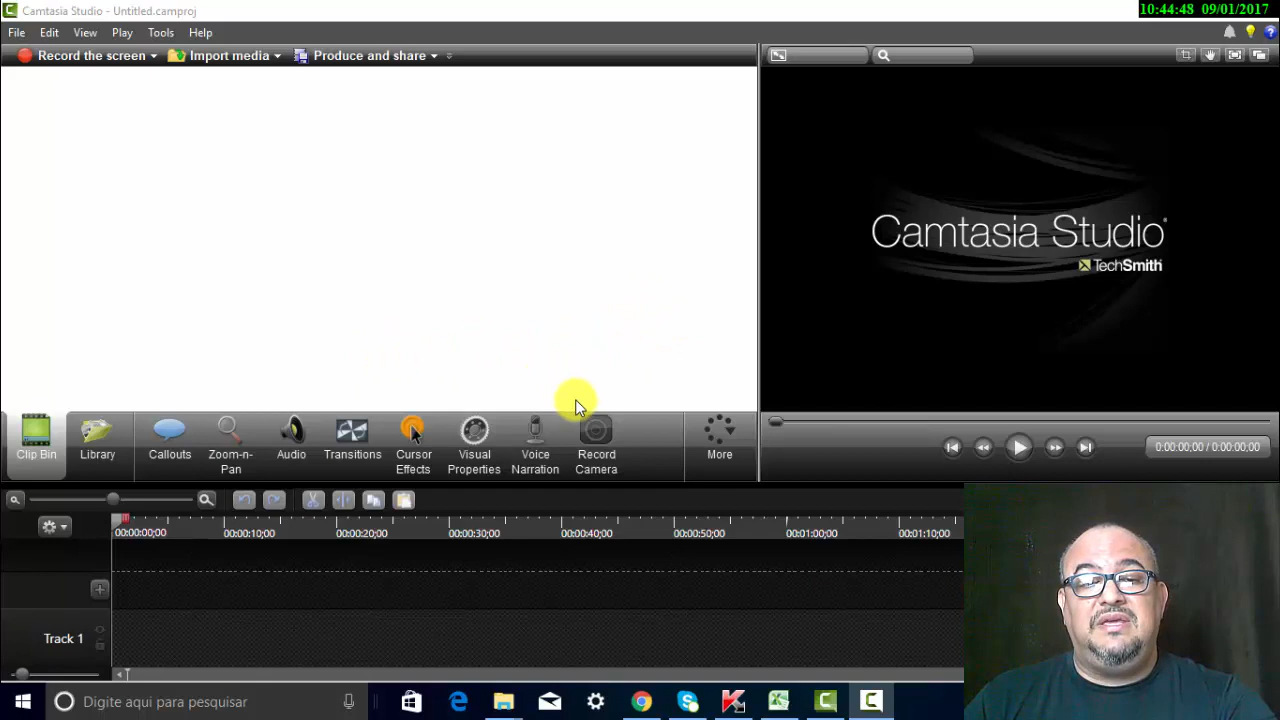 Camtasia Studio - Untitled.camproj
10:44:48 09/01/2017
File Edit View Play Tools Help
Record the screen Import media Produce and share
Camtasia Studio®
TechSmith
Clip Bin
Library
Callouts
Zoom-n-Pan
Audio
Transitions
Cursor Effects
Visual Properties
Voice Narration
Record Camera
More
0:00:00;00 / 0:00:00;00
00:00:00;00 00:00:10;00 00:00:20;00 00:00:30;00 00:00:40;00 00:00:50;00 00:01:00;00 00:01:10;00
Track 1
Digite aqui para pesquisar